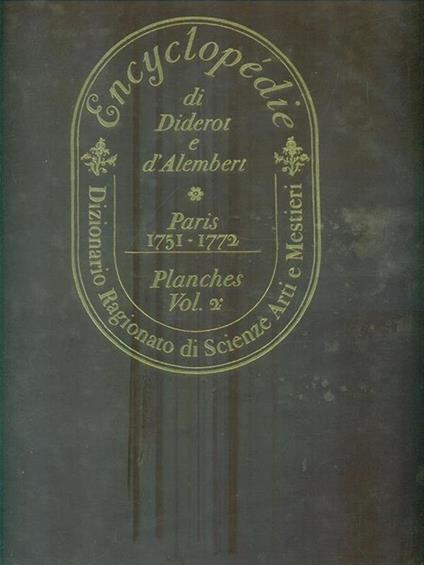 Encyclopédie
di
Diderot
e
d'Alembert
Paris
1751-1772
Planches
Vol. 2
Dizionario Ragionato di Scienze Arti e Mestieri